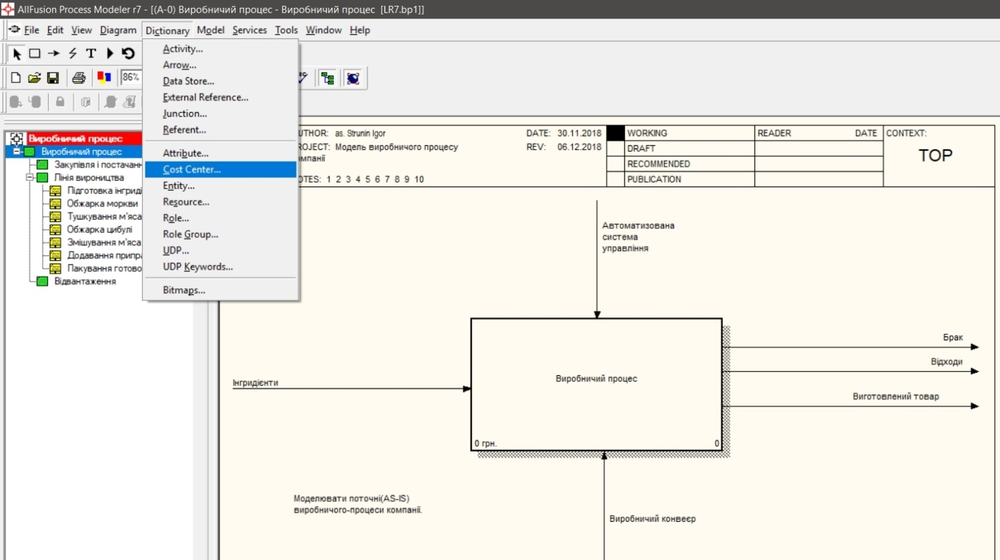 AllFusion Process Modeler r7 - [(A-0) Виробничий процес - Виробничий процес [LR7.bp1]]
File Edit View Diagram Dictionary Model Services Tools Window Help
T
86%
Activity...
Arrow...
Data Store...
External Reference...
Junction...
Referent...
Attribute...
Cost Center...
Entity...
Resource...
Role...
Role Group...
UDP...
UDP Keywords...
Bitmaps...
Виробничий процес
Виробничий процес
Закупівля і постачанн
Лінія вироництва
Підготовка інгриді
Обжарка моркви
Тушкування м'яса
Обжарка цибулі
Змішування м'яса
Додавання припра
Пакування готово
Відвантаження
UTHOR: as. Strunin Igor
DATE: 30.11.2018
ROJECT: Модель виробничого процесу
REV: 06.12.2018
мпанії
OTES: 1 2 3 4 5 6 7 8 9 10
WORKING
DRAFT
RECOMMENDED
PUBLICATION
READER DATE
CONTEXT:
TOP
Автоматизована
система
управління
Інгридієнти
Виробничий процес
0 грн. 0
Брак
Відходи
Виготовлений товар
Моделювати поточні(AS-IS)
виробничого-процеси компанії.
Виробничий конвеєр